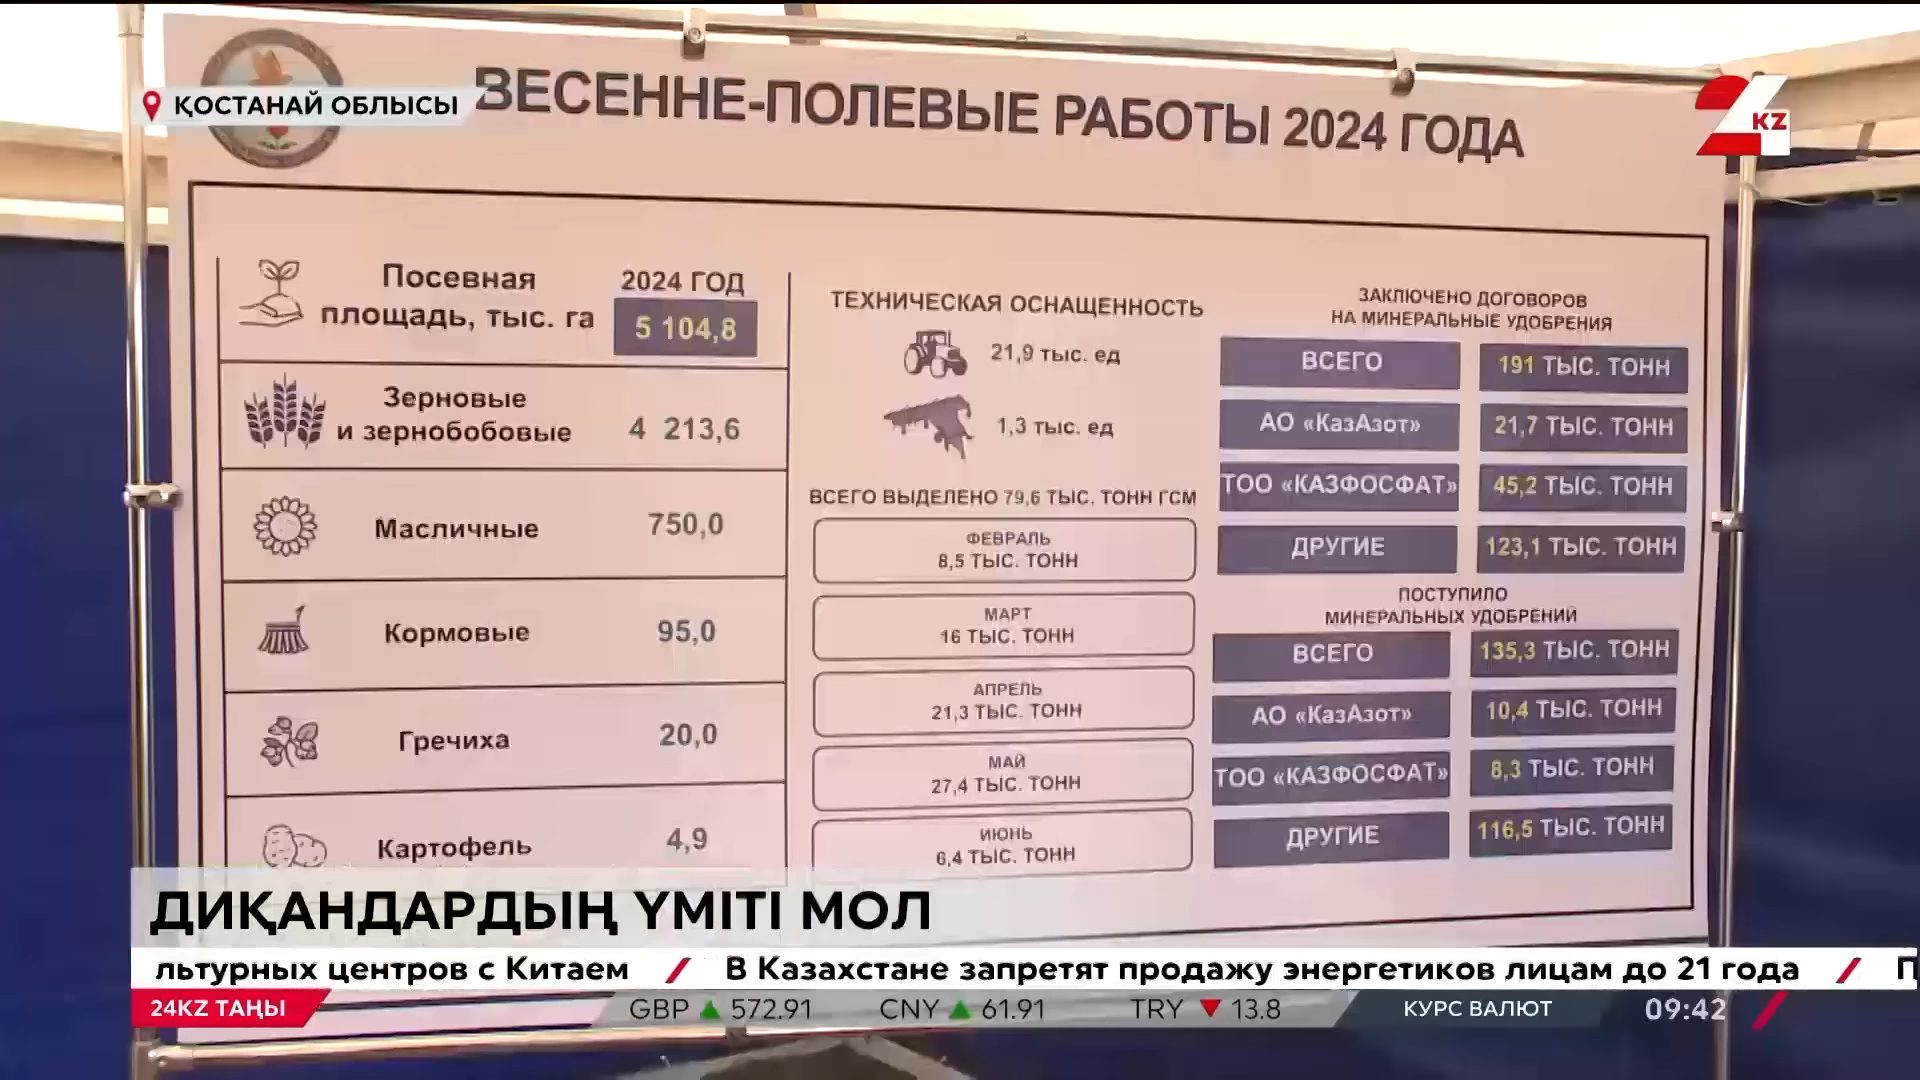 ҚОСТАНАЙ ОБЛЫСЫ
ВЕСЕННЕ-ПОЛЕВЫЕ РАБОТЫ 2024 ГОДА
24 KZ
Посевная площадь, тыс. га
2024 ГОД
5 104,8
Зерновые и зернобобовые
4 213,6
Масличные
750,0
Кормовые
95,0
Гречиха
20,0
Картофель
4,9
ТЕХНИЧЕСКАЯ ОСНАЩЕННОСТЬ
21,9 тыс. ед
1,3 тыс. ед
ВСЕГО ВЫДЕЛЕНО 79,6 ТЫС. ТОНН ГСМ
ФЕВРАЛЬ
8,5 ТЫС. ТОНН
МАРТ
16 ТЫС. ТОНН
АПРЕЛЬ
21,3 ТЫС. ТОНН
МАЙ
27,4 ТЫС. ТОНН
ИЮНЬ
6,4 ТЫС. ТОНН
ЗАКЛЮЧЕНО ДОГОВОРОВ
НА МИНЕРАЛЬНЫЕ УДОБРЕНИЯ
ВСЕГО 191 ТЫС. ТОНН
АО «КазАзот» 21,7 ТЫС. ТОНН
ТОО «КАЗФОСФАТ» 45,2 ТЫС. ТОНН
ДРУГИЕ 123,1 ТЫС. ТОНН
ПОСТУПИЛО
МИНЕРАЛЬНЫХ УДОБРЕНИЙ
ВСЕГО 135,3 ТЫС. ТОНН
АО «КазАзот» 10,4 ТЫС. ТОНН
ТОО «КАЗФОСФАТ» 8,3 ТЫС. ТОНН
ДРУГИЕ 116,5 ТЫС. ТОНН
ДИҚАНДАРДЫҢ ҮМІТІ МОЛ
льтурных центров с Китаем / В Казахстане запретят продажу энергетиков лицам до 21 года / П
24KZ ТАҢЫ GBP ▲ 572.91 CNY ▲ 61.91 TRY ▼ 13.8 КУРС ВАЛЮТ 09:42